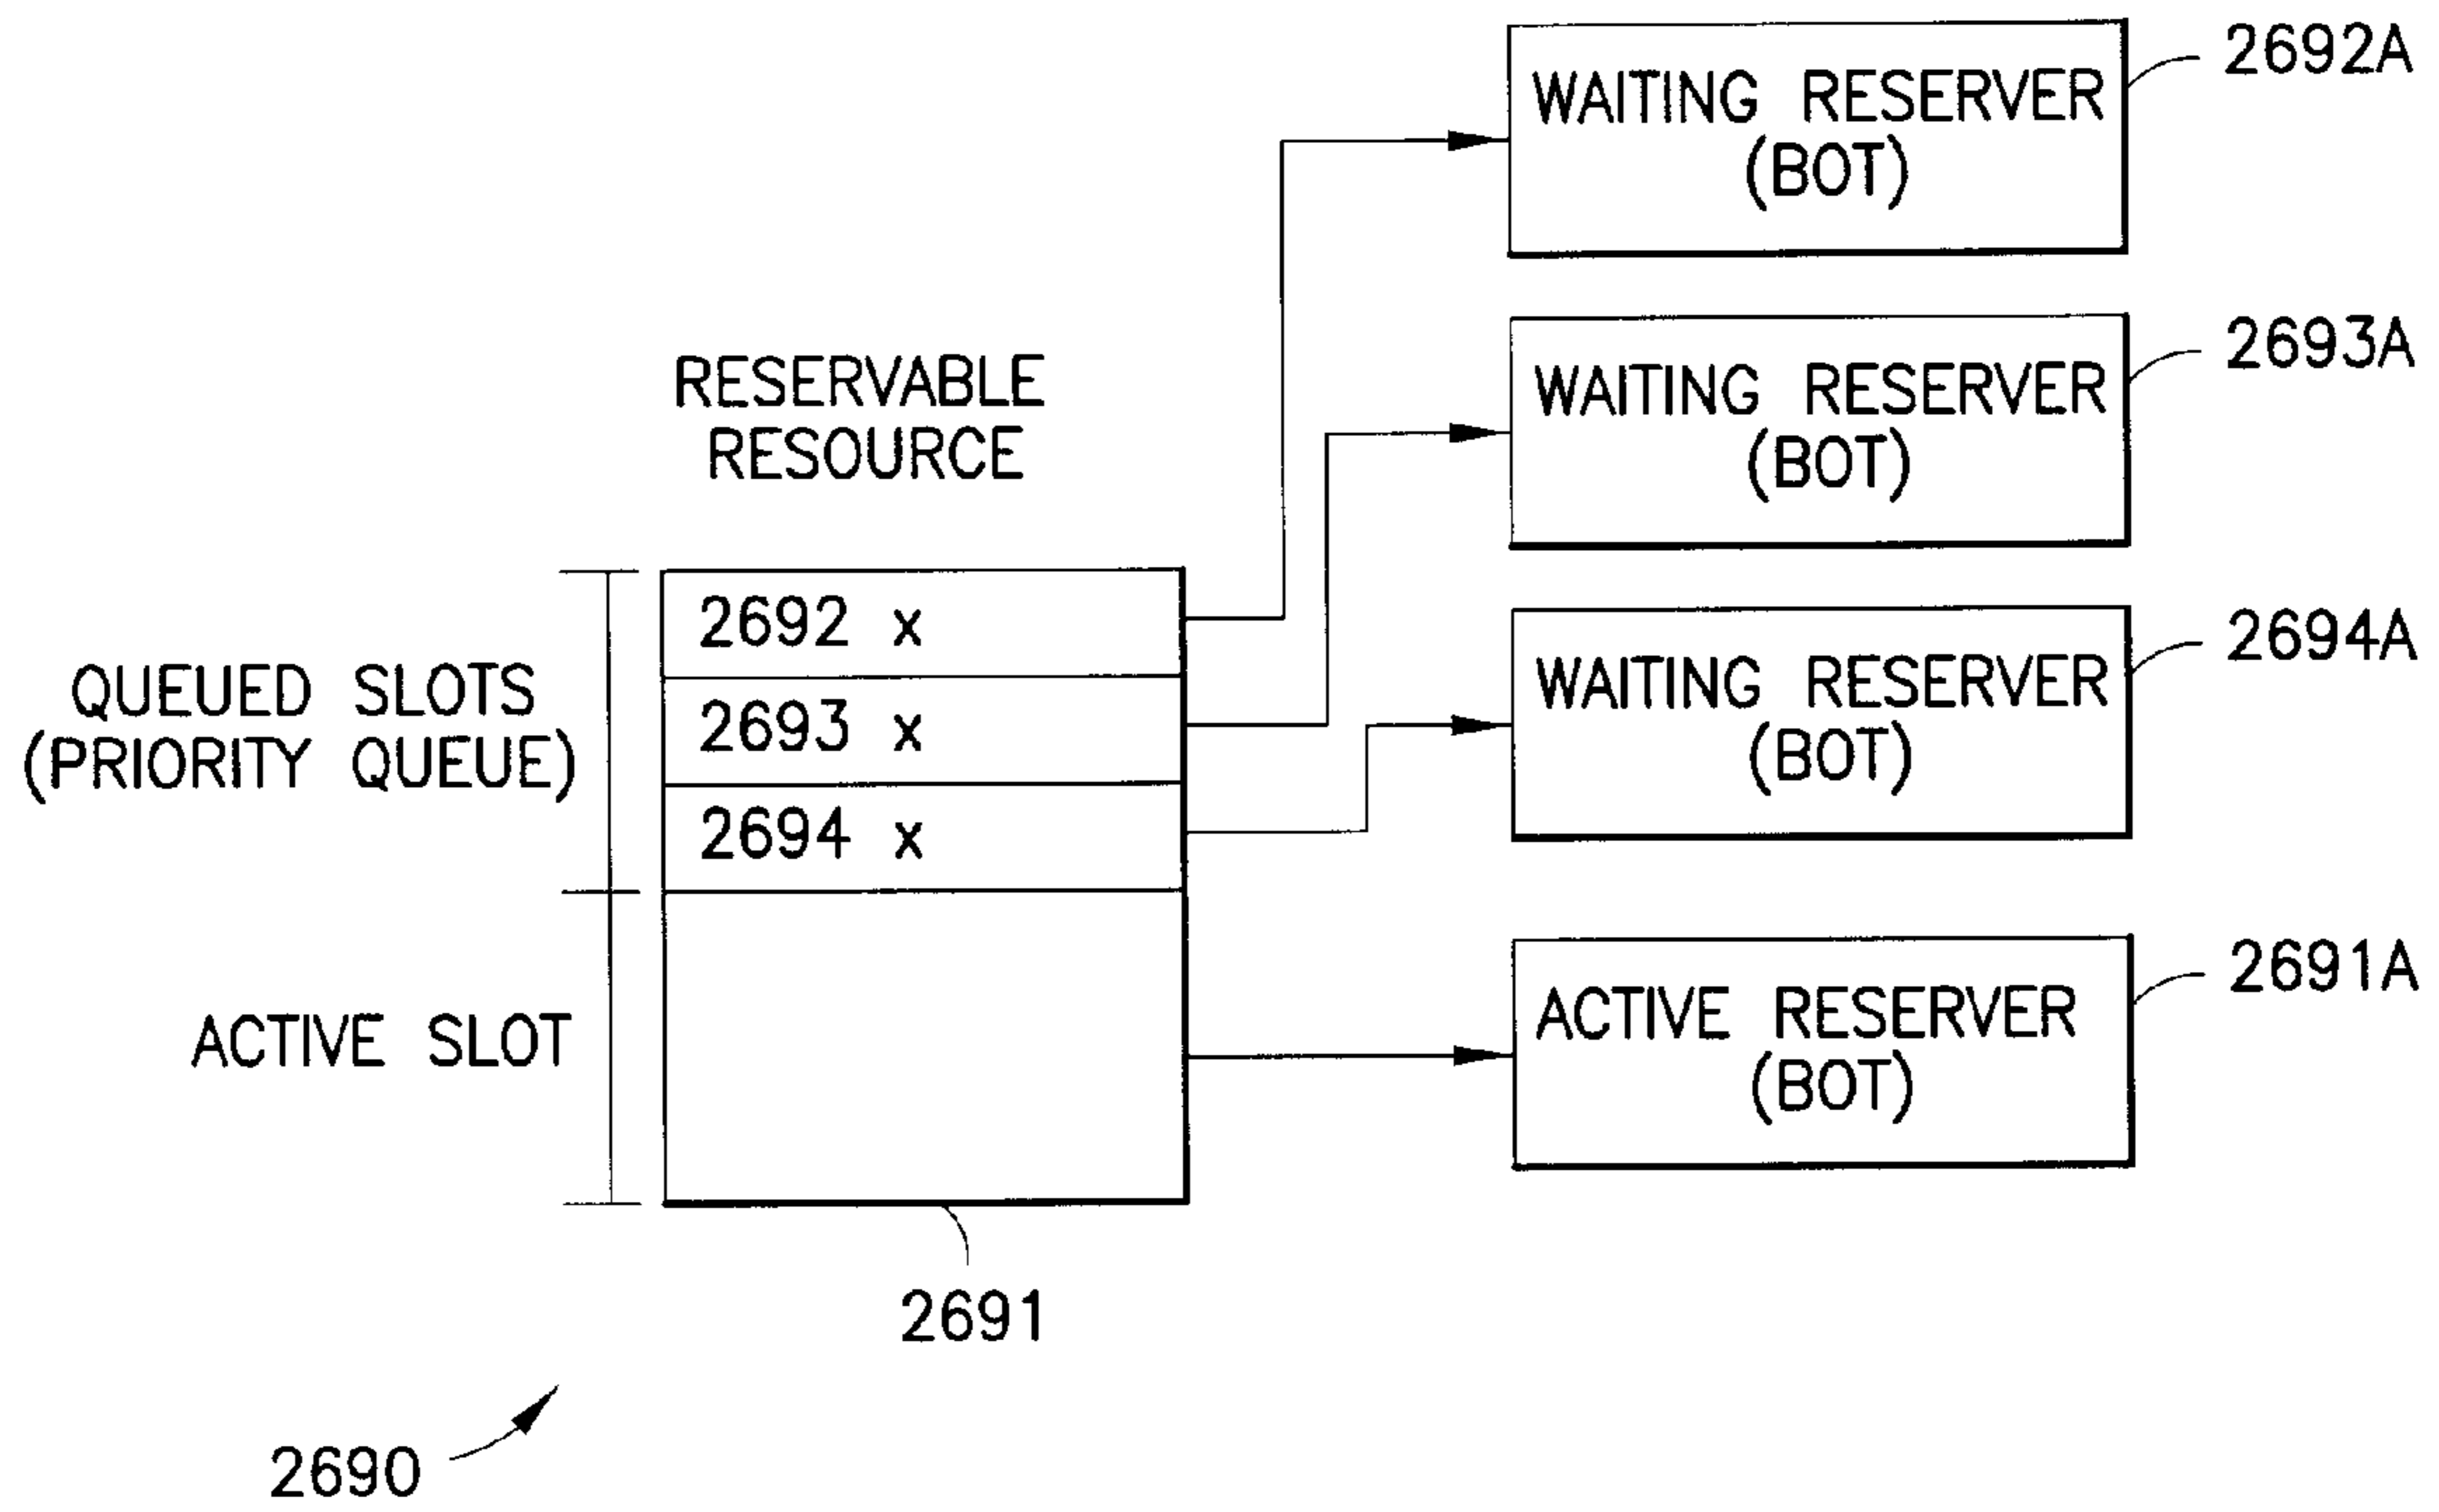 2692A
WAITING RESERVER
(BOT)
2693A
WAITING RESERVER
(BOT)
RESERVABLE
RESOURCE
2692 x
2693 x
2694 x
QUEUED SLOTS
(PRIORITY QUEUE)
2694A
WAITING RESERVER
(BOT)
ACTIVE SLOT
2691A
ACTIVE RESERVER
(BOT)
2691
2690